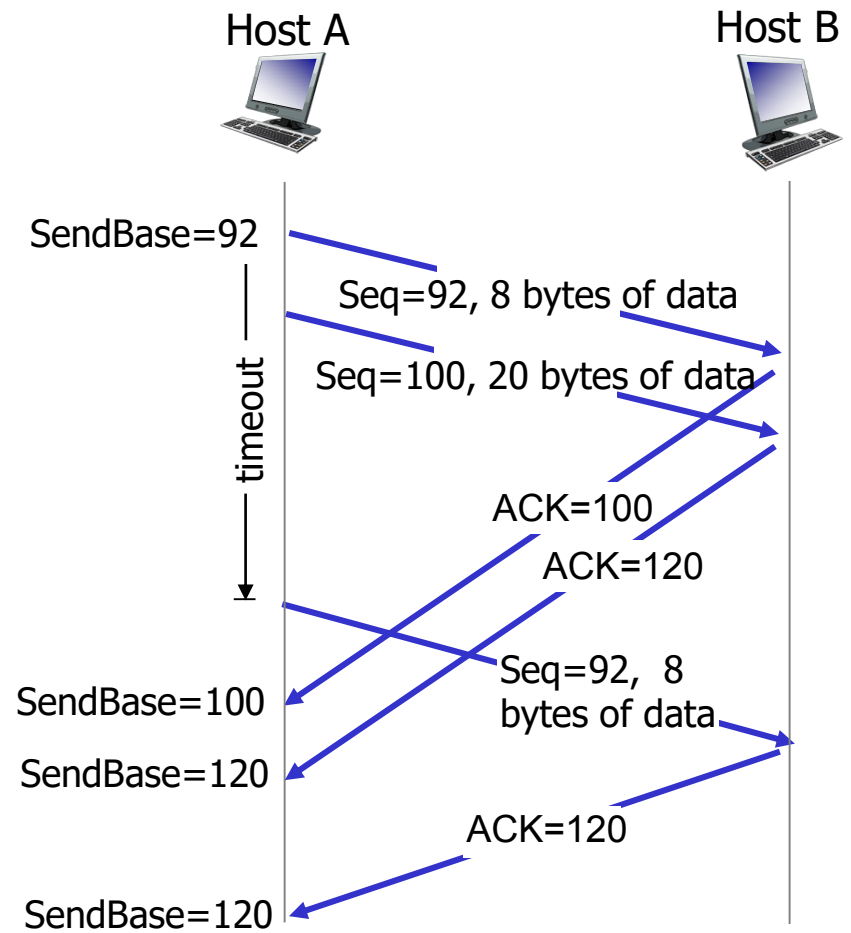 Host A
Host B
SendBase=92
Seq=92, 8 bytes of data
Seq=100, 20 bytes of data
timeout
ACK=100
ACK=120
Seq=92, 8
bytes of data
SendBase=100
SendBase=120
ACK=120
SendBase=120